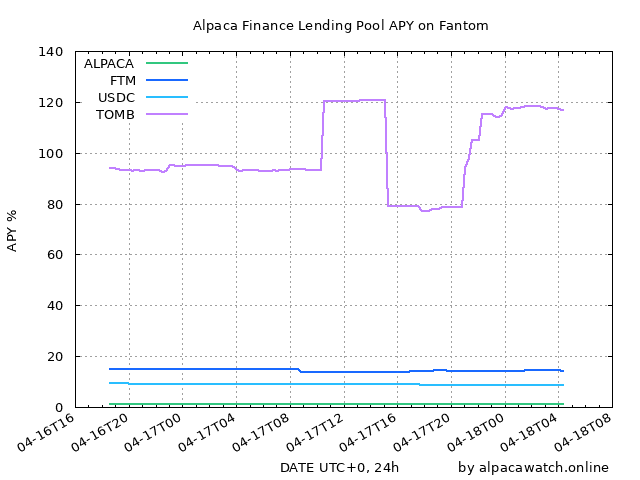 Alpaca Finance Lending Pool APY on Fantom
140
120
100
80
60
40
20
0
APY %
ALPACA
FTM
USDC
TOMB
04-16T16
04-16T20
04-17T00
04-17T04
04-17T08
04-17T12
04-17T16
04-17T20
04-18T00
04-18T04
04-18T08
DATE UTC+0, 24h
by alpacawatch.online